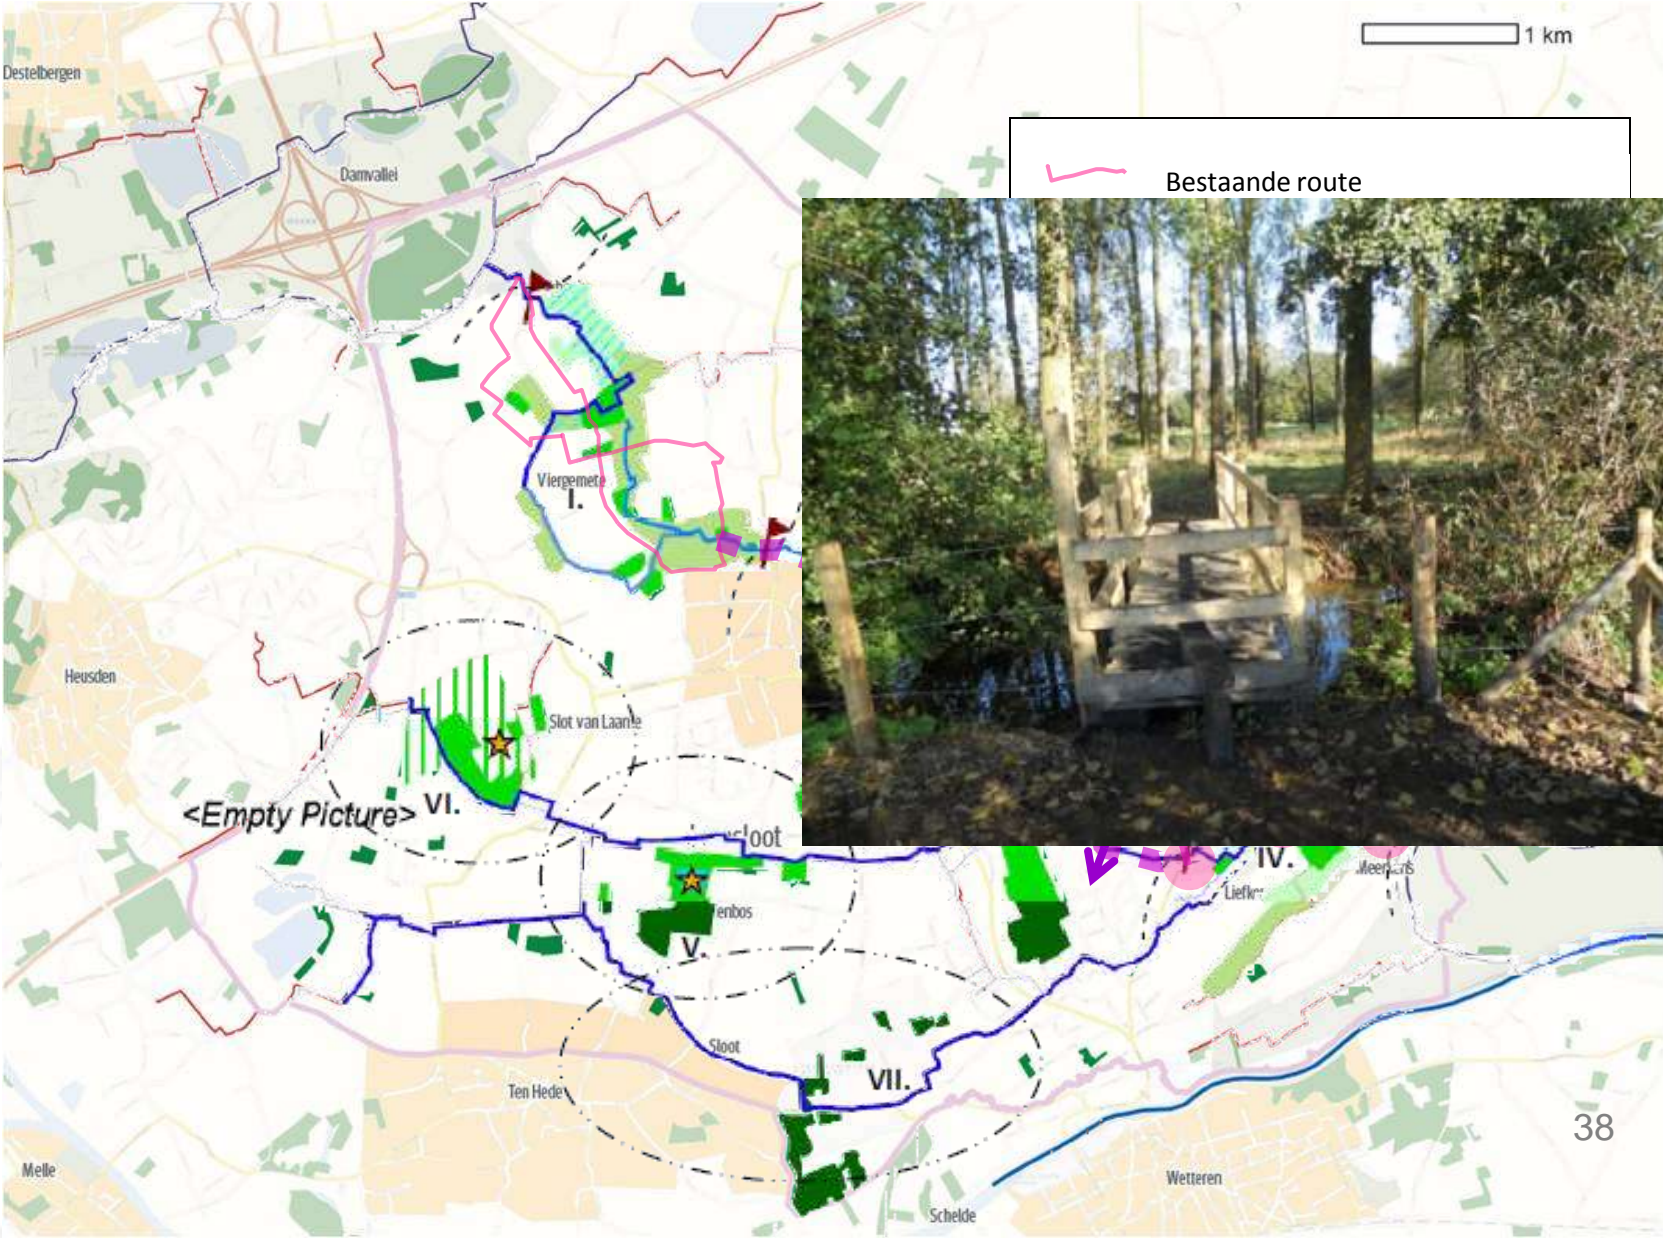 1 km
Destelbergen
Damvallei
Bestaande route
Viergemete
I.
Heusden
Slot van Laarne
<Empty Picture>
VI.
sloot
IV.
V.
Sloot
VII.
Ten Hede
38
Melle
Wetteren
Schelde